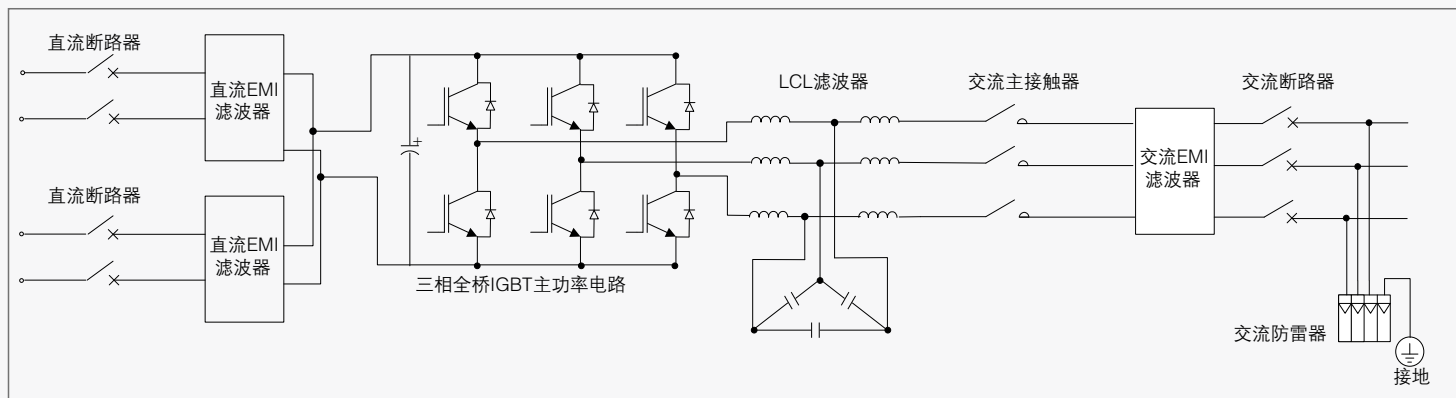 直流断路器
直流EMI
滤波器
直流断路器
直流EMI
滤波器
+
三相全桥IGBT主功率电路
LCL滤波器
交流主接触器
交流EMI
滤波器
交流断路器
交流防雷器
接地